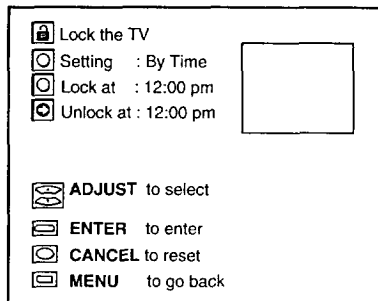 Lock the TV
Setting : By Time
Lock at : 12:00 pm
Unlock at : 12:00 pm
ADJUST to select
ENTER to enter
CANCEL to reset
MENU to go back